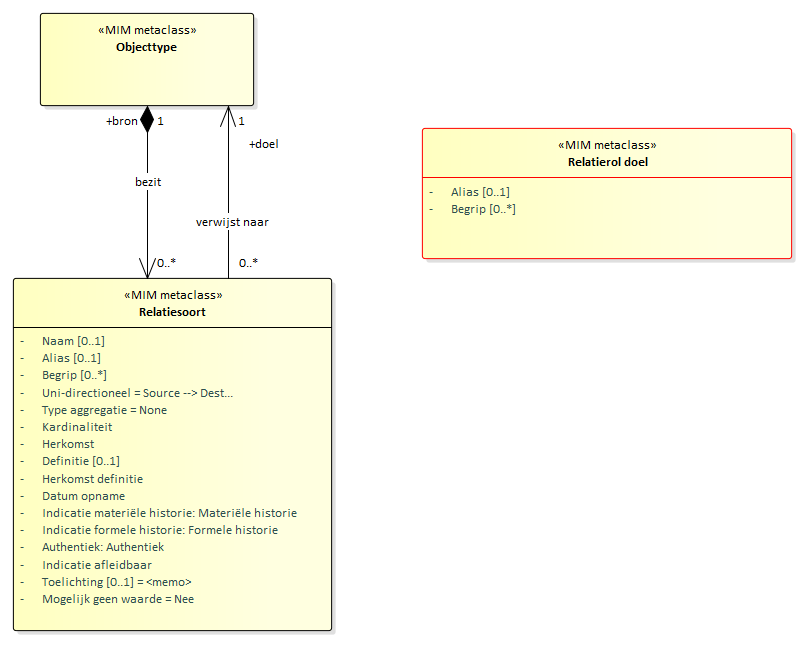 «MIM metaclass»
Objecttype
+bron 1
1
+doel
bezit
verwijst naar
0..*
0..*
«MIM metaclass»
Relatiesoort
- Naam [0..1]
- Alias [0..1]
- Begrip [0..*]
- Uni-directioneel = Source --> Dest...
- Type aggregatie = None
- Kardinaliteit
- Herkomst
- Definitie [0..1]
- Herkomst definitie
- Datum opname
- Indicatie materiële historie: Materiële historie
- Indicatie formele historie: Formele historie
- Authentiek: Authentiek
- Indicatie afleidbaar
- Toelichting [0..1] = <memo>
- Mogelijk geen waarde = Nee
«MIM metaclass»
Relatierol doel
- Alias [0..1]
- Begrip [0..*]